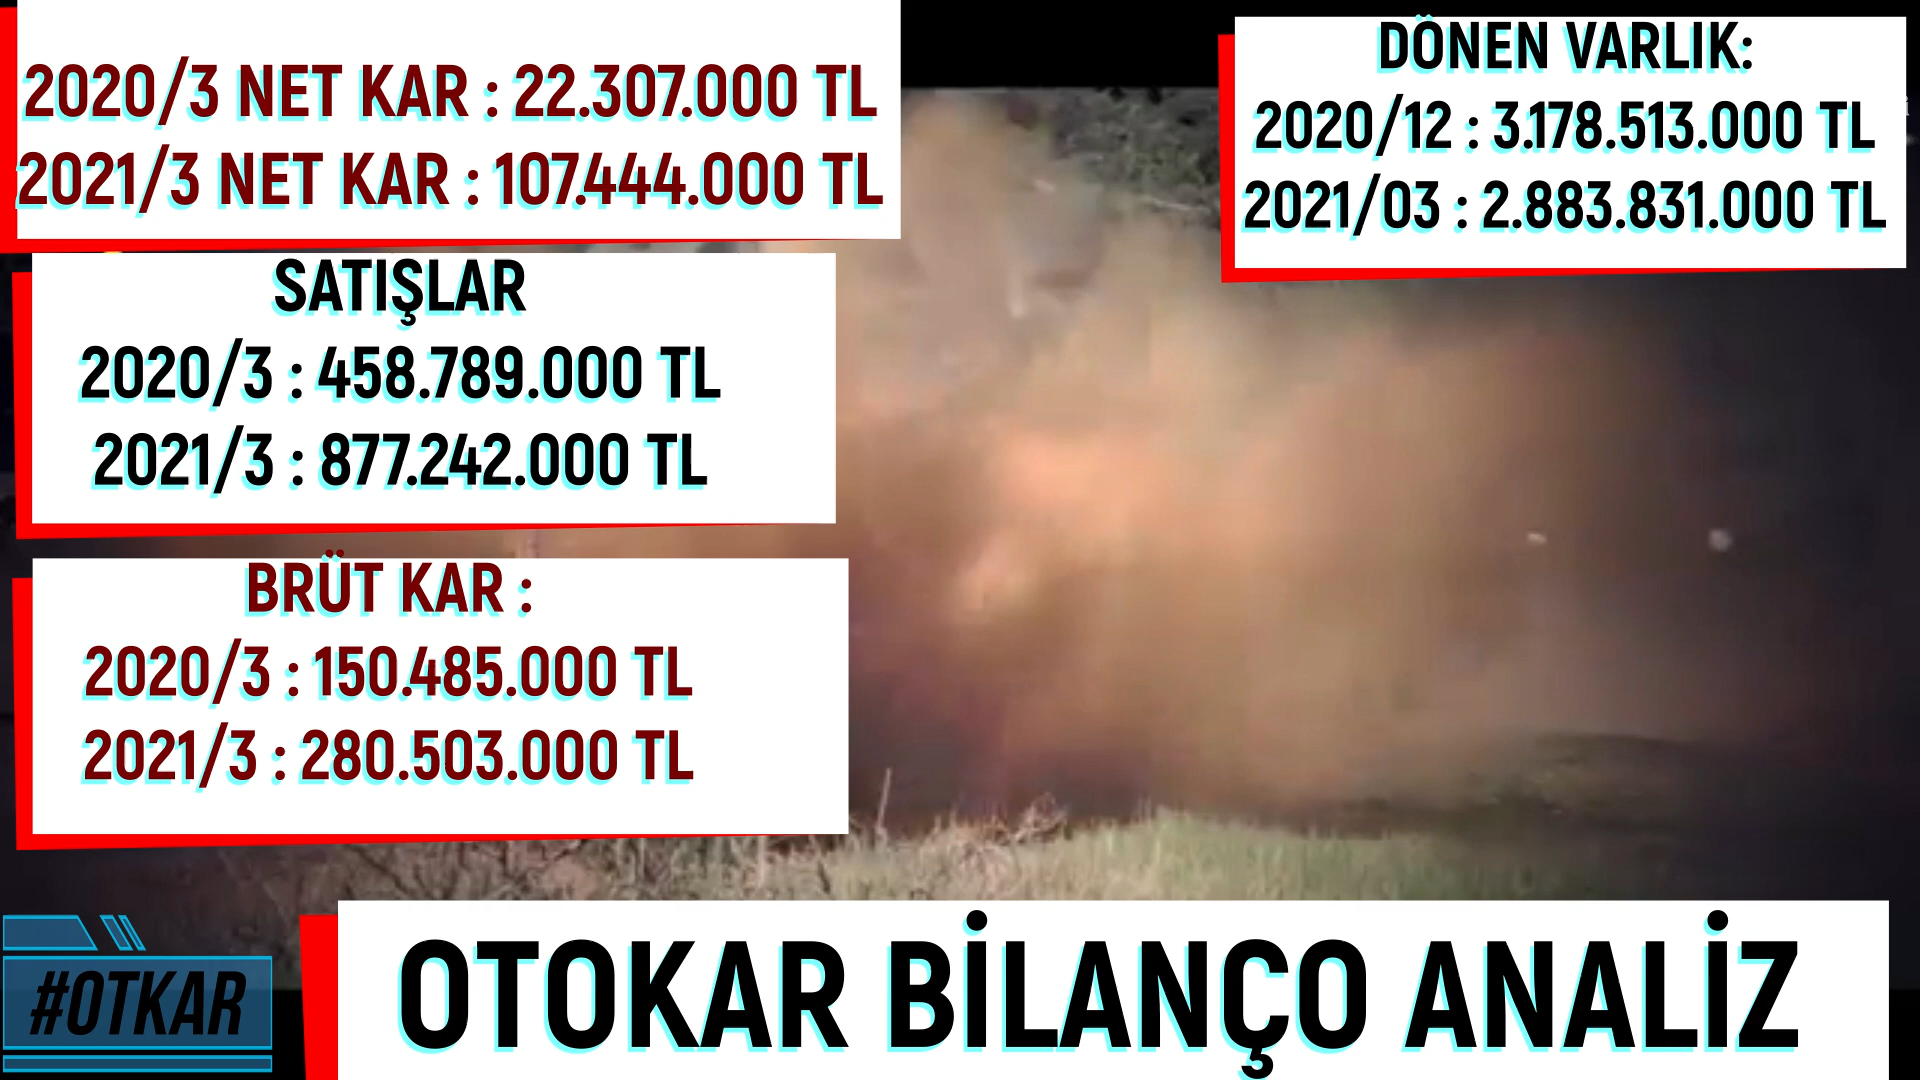 2020/3 NET KAR : 22.307.000 TL
2021/3 NET KAR : 107.444.000 TL
SATIŞLAR
2020/3 : 458.789.000 TL
2021/3 : 877.242.000 TL
BRÜT KAR :
2020/3 : 150.485.000 TL
2021/3 : 280.503.000 TL
DÖNEN VARLIK:
2020/12 : 3.178.513.000 TL
2021/03 : 2.883.831.000 TL
#OTKAR
OTOKAR BİLANÇO ANALİZ